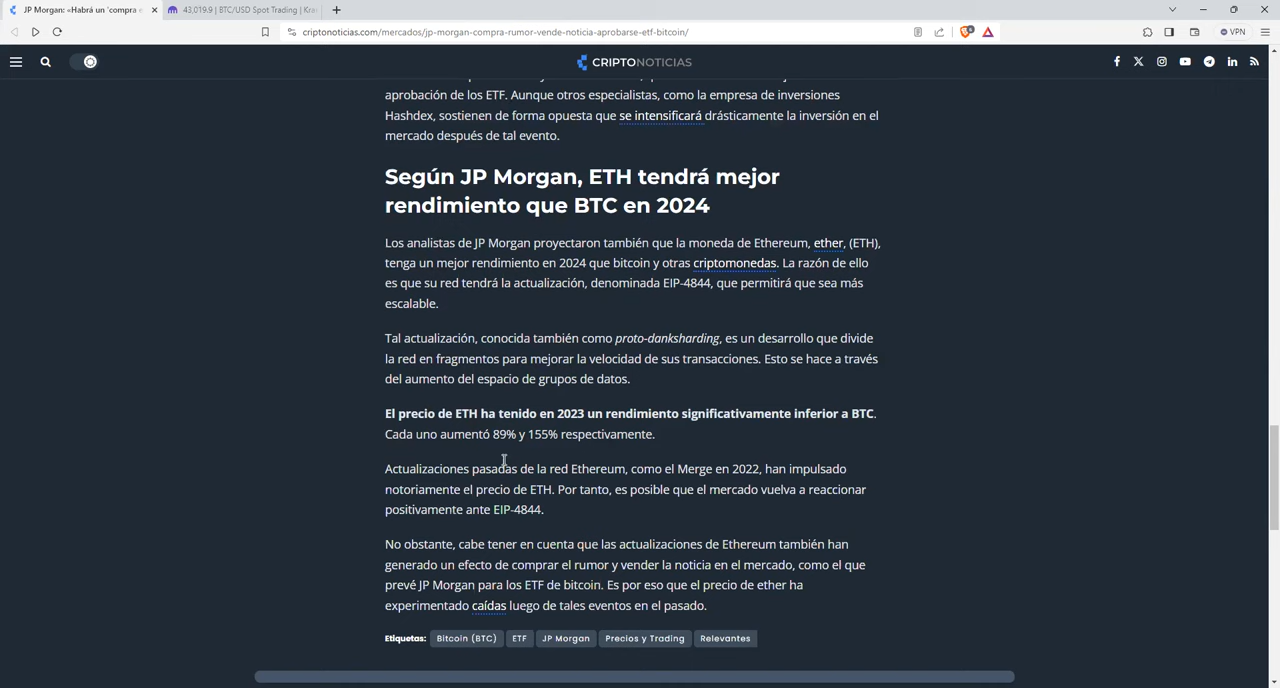 JP Morgan: «Habrá un 'compra e
43,019.9 | BTC/USD Spot Trading | Kra
criptonoticias.com/mercados/jp-morgan-compra-rumor-vende-noticia-aprobarse-etf-bitcoin/
VPN
CRIPTONOTICIAS
aprobación de los ETF. Aunque otros especialistas, como la empresa de inversiones
Hashdex, sostienen de forma opuesta que se intensificará drásticamente la inversión en el
mercado después de tal evento.
Según JP Morgan, ETH tendrá mejor
rendimiento que BTC en 2024
Los analistas de JP Morgan proyectaron también que la moneda de Ethereum, ether, (ETH),
tenga un mejor rendimiento en 2024 que bitcoin y otras criptomonedas. La razón de ello
es que su red tendrá la actualización, denominada EIP-4844, que permitirá que sea más
escalable.
Tal actualización, conocida también como proto-danksharding, es un desarrollo que divide
la red en fragmentos para mejorar la velocidad de sus transacciones. Esto se hace a través
del aumento del espacio de grupos de datos.
El precio de ETH ha tenido en 2023 un rendimiento significativamente inferior a BTC.
Cada uno aumentó 89% y 155% respectivamente.
Actualizaciones pasadas de la red Ethereum, como el Merge en 2022, han impulsado
notoriamente el precio de ETH. Por tanto, es posible que el mercado vuelva a reaccionar
positivamente ante EIP-4844.
No obstante, cabe tener en cuenta que las actualizaciones de Ethereum también han
generado un efecto de comprar el rumor y vender la noticia en el mercado, como el que
prevé JP Morgan para los ETF de bitcoin. Es por eso que el precio de ether ha
experimentado caídas luego de tales eventos en el pasado.
Etiquetas: Bitcoin (BTC) ETF JP Morgan Precios y Trading Relevantes